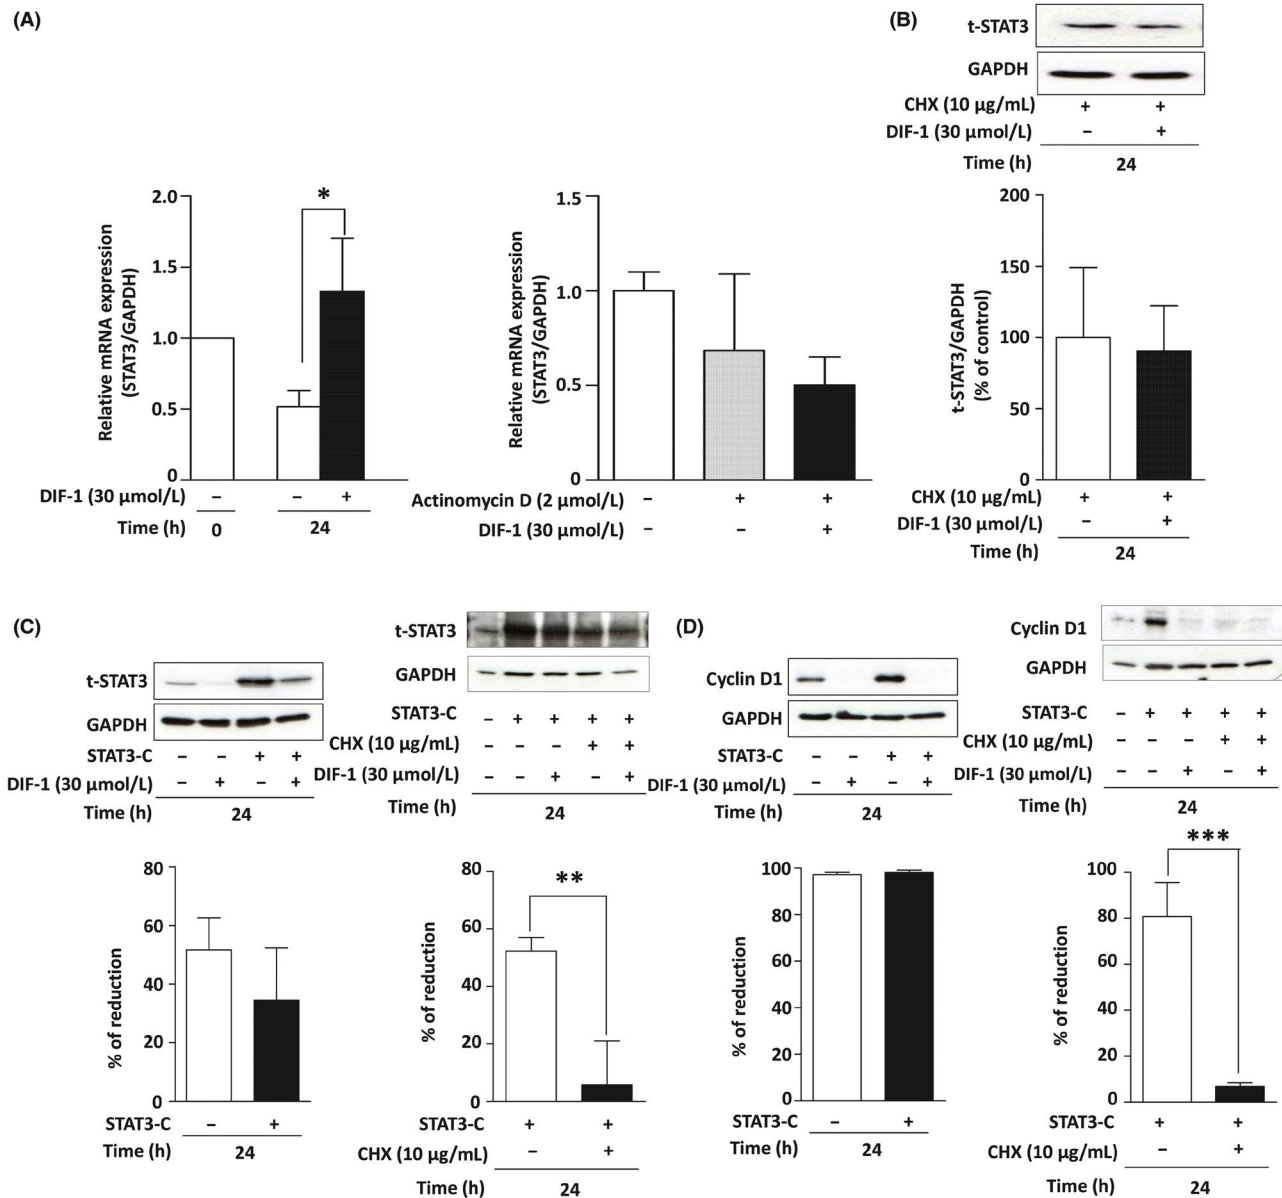 (A)
2.0
1.5
1.0
0.5
0
Relative mRNA expression
(STAT3/GAPDH)
*
DIF-1 (30 μmol/L) – – +
Time (h) 0 24
1.5
1.0
0.5
0
Relative mRNA expression
(STAT3/GAPDH)
Actinomycin D (2 μmol/L) – + +
DIF-1 (30 μmol/L) – – +
(B)
t-STAT3
GAPDH
CHX (10 μg/mL) + +
DIF-1 (30 μmol/L) – +
Time (h) 24
200
150
100
50
0
t-STAT3/GAPDH
(% of control)
CHX (10 μg/mL) + +
DIF-1 (30 μmol/L) – +
Time (h) 24
(C)
t-STAT3
GAPDH
STAT3-C – – + +
DIF-1 (30 μmol/L) – + – +
Time (h) 24
t-STAT3
GAPDH
STAT3-C – + + + +
CHX (10 μg/mL) – – – + +
DIF-1 (30 μmol/L) – – + – +
Time (h) 24
80
60
40
20
0
% of reduction
STAT3-C – +
Time (h) 24
80
60
40
20
0
% of reduction
**
STAT3-C + +
CHX (10 μg/mL) – +
Time (h) 24
(D)
Cyclin D1
GAPDH
STAT3-C – – + +
DIF-1 (30 μmol/L) – + – +
Time (h) 24
Cyclin D1
GAPDH
STAT3-C – + + + +
CHX (10 μg/mL) – – – + +
DIF-1 (30 μmol/L) – – + – +
Time (h) 24
100
80
60
40
20
0
% of reduction
STAT3-C – +
Time (h) 24
100
80
60
40
20
0
% of reduction
***
STAT3-C + +
CHX (10 μg/mL) – +
Time (h) 24